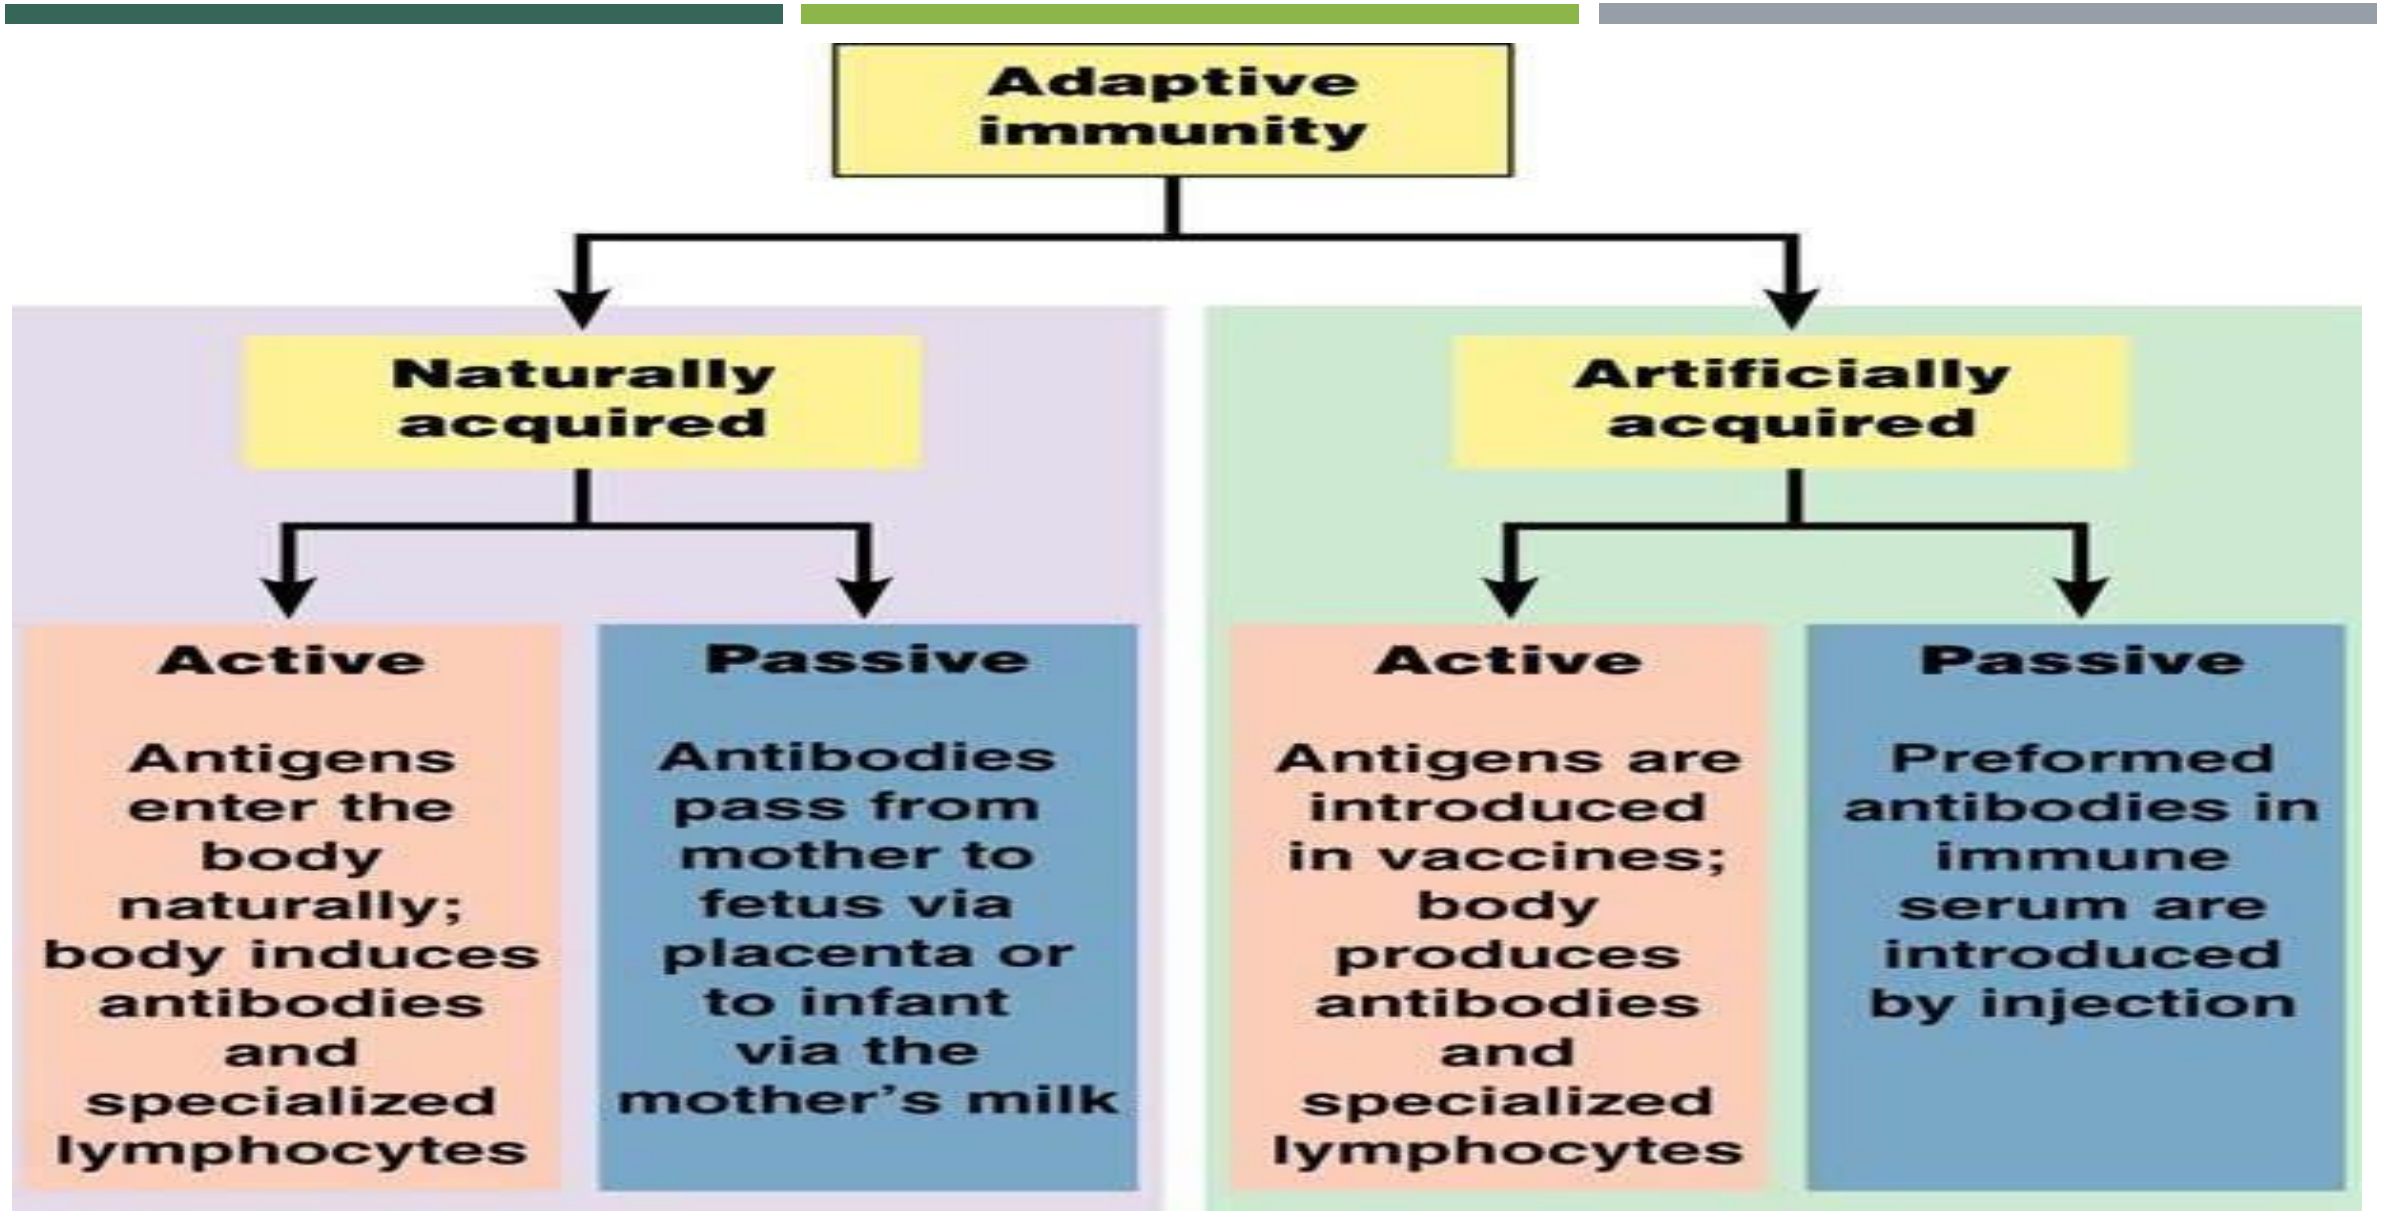 Adaptive
immunity
Naturally
acquired
Artificially
acquired
Active
Antigens
enter the
body
naturally;
body induces
antibodies
and
specialized
lymphocytes
Passive
Antibodies
pass from
mother to
fetus via
placenta or
to infant
via the
mother's milk
Active
Antigens are
introduced
in vaccines;
body
produces
antibodies
and
specialized
lymphocytes
Passive
Preformed
antibodies in
immune
serum are
introduced
by injection